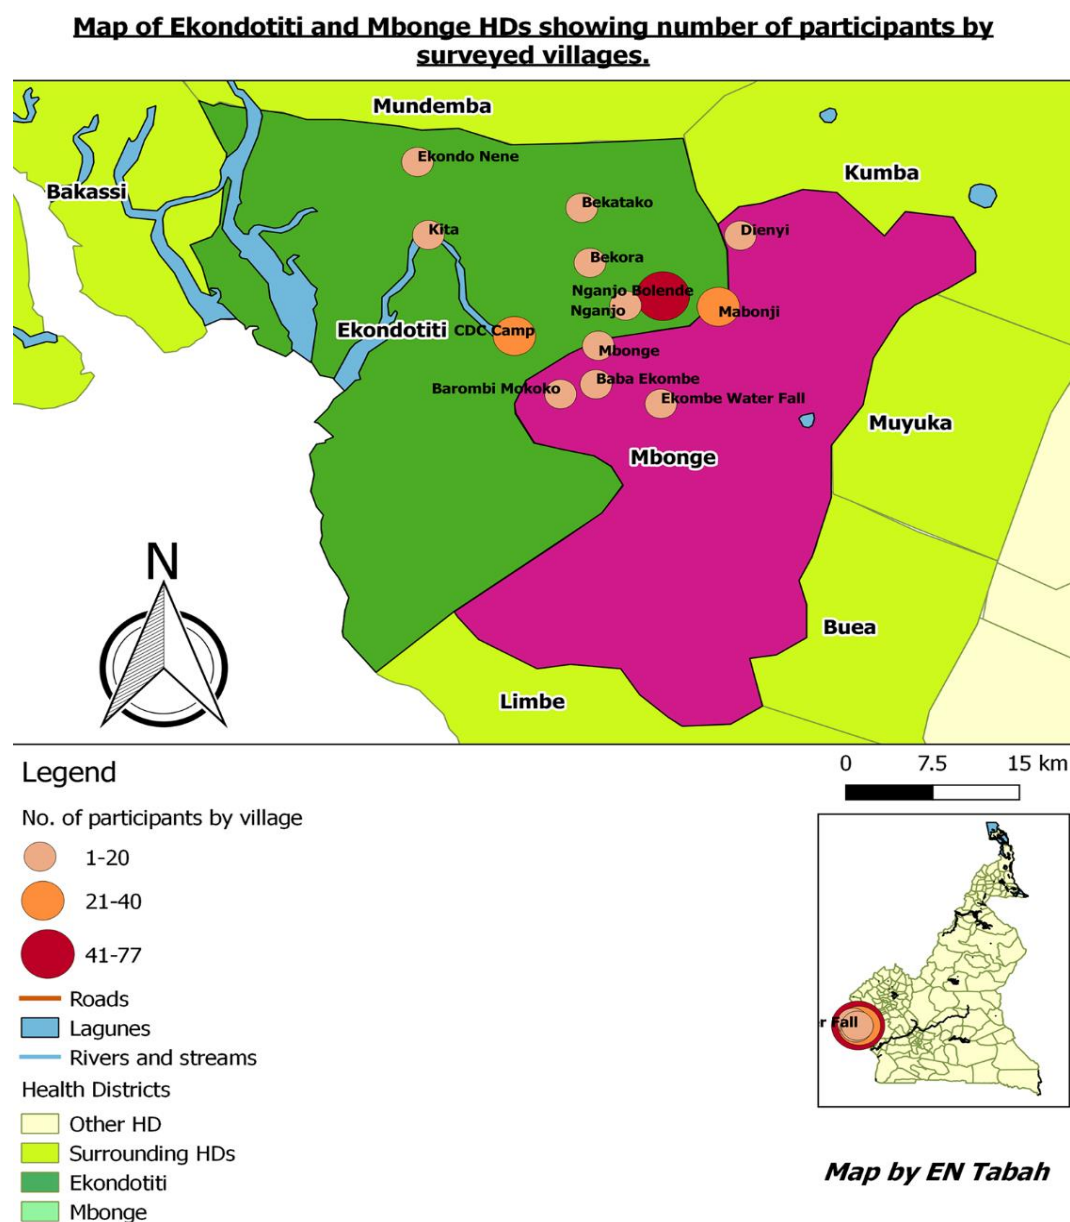 Map of Ekondotiti and Mbonge HDs showing number of participants by
surveyed villages.
Mundemba
Ekondo Nene
Kumba
Bakassi
Bekatako
Kita
Dienyi
Bekora
Nganjo Bolende
Nganjo
Mabonji
Ekondotiti
CDC Camp
Mbonge
Baba Ekombe
Barombi Mokoko
Ekombe Water Fall
Muyuka
Mbonge
N
Buea
Limbe
Legend
0 7.5 15 km
No. of participants by village
1-20
21-40
41-77
Roads
Lagunes
Rivers and streams
r Fall
Health Districts
Other HD
Surrounding HDs
Ekondotiti
Mbonge
Map by EN Tabah